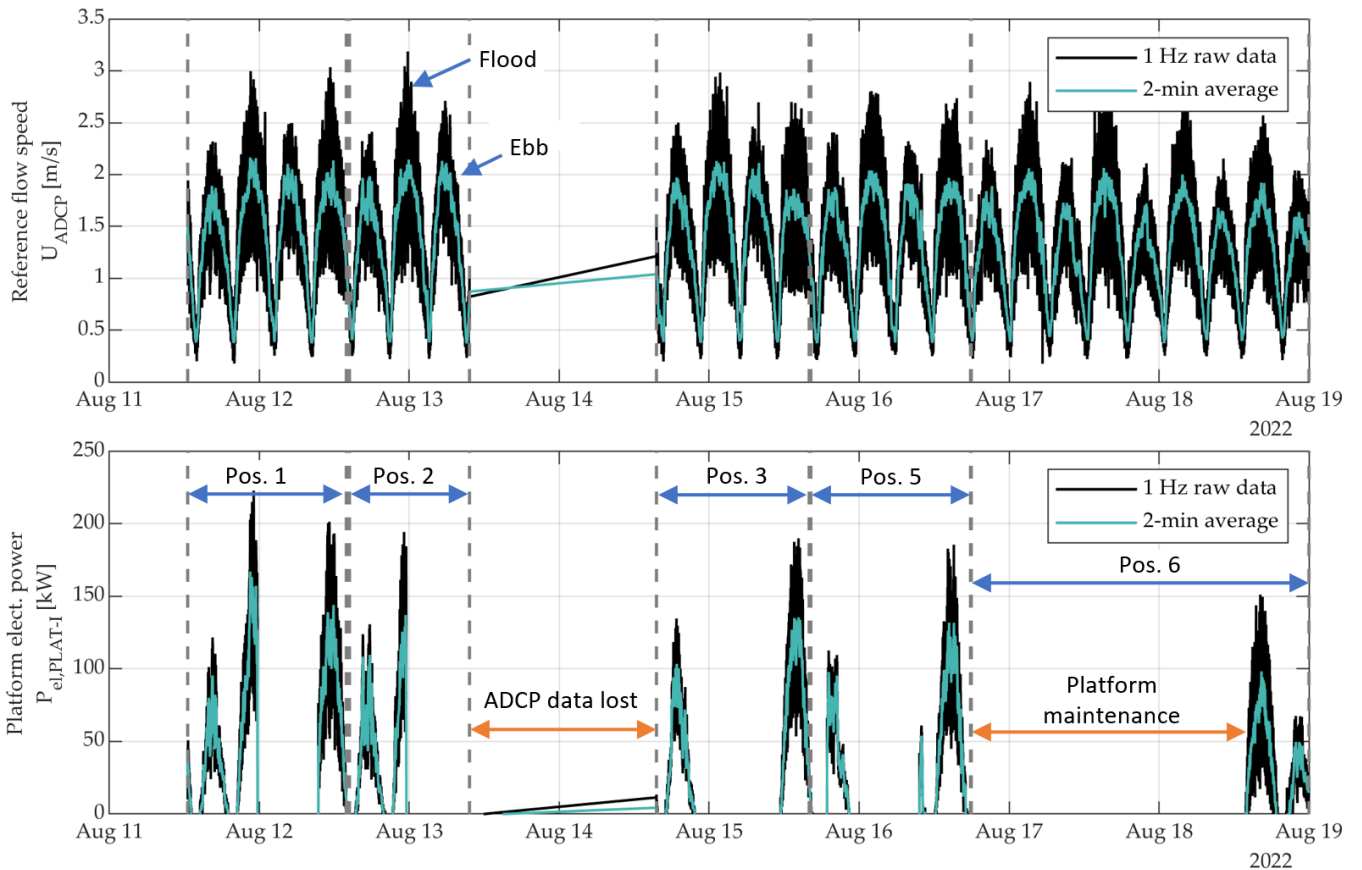 3.5
3
2.5
2
1.5
1
0.5
0
Reference flow speed
U_ADCP [m/s]
Flood
Ebb
1 Hz raw data
2-min average
Aug 11 Aug 12 Aug 13 Aug 14 Aug 15 Aug 16 Aug 17 Aug 18 Aug 19
2022
250
200
150
100
50
0
Platform elect. power
P_el,PLAT-I [kW]
Pos. 1 Pos. 2 Pos. 3 Pos. 5
1 Hz raw data
2-min average
Pos. 6
ADCP data lost
Platform
maintenance
Aug 11 Aug 12 Aug 13 Aug 14 Aug 15 Aug 16 Aug 17 Aug 18 Aug 19
2022